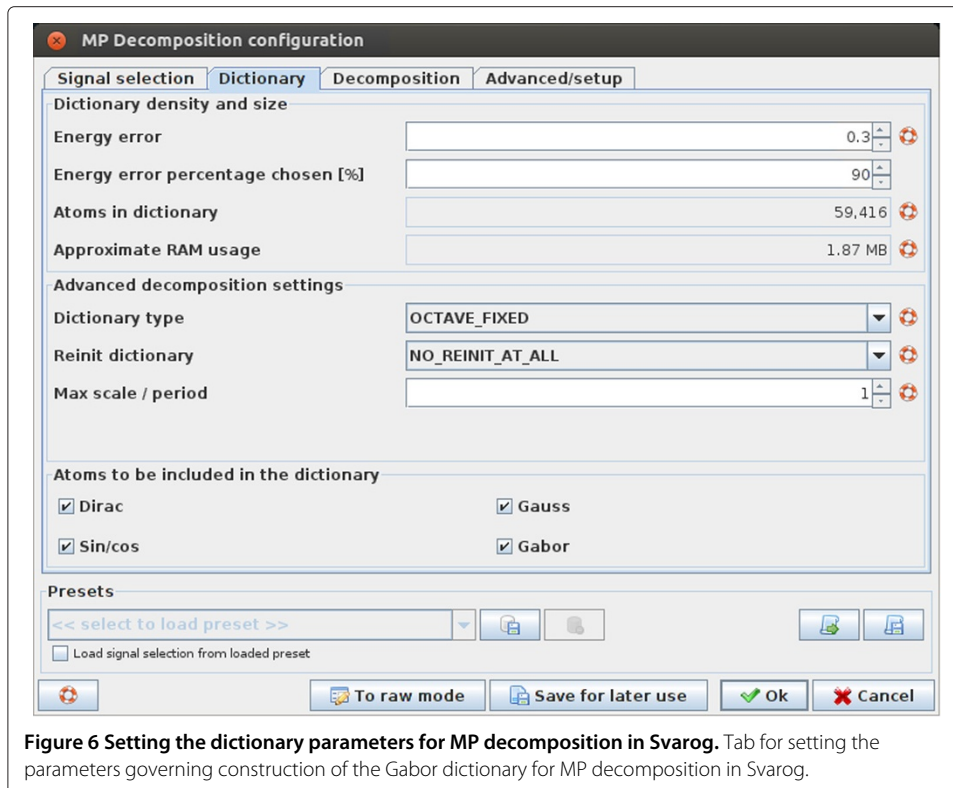 MP Decomposition configuration
Signal selection Dictionary Decomposition Advanced/setup
Dictionary density and size
Energy error 0.3
Energy error percentage chosen [%] 90
Atoms in dictionary 59,416
Approximate RAM usage 1.87 MB
Advanced decomposition settings
Dictionary type OCTAVE_FIXED
Reinit dictionary NO_REINIT_AT_ALL
Max scale / period 1
Atoms to be included in the dictionary
Dirac Gauss
Sin/cos Gabor
Presets
<< select to load preset >>
Load signal selection from loaded preset
To raw mode Save for later use Ok Cancel
Figure 6 Setting the dictionary parameters for MP decomposition in Svarog. Tab for setting the
parameters governing construction of the Gabor dictionary for MP decomposition in Svarog.